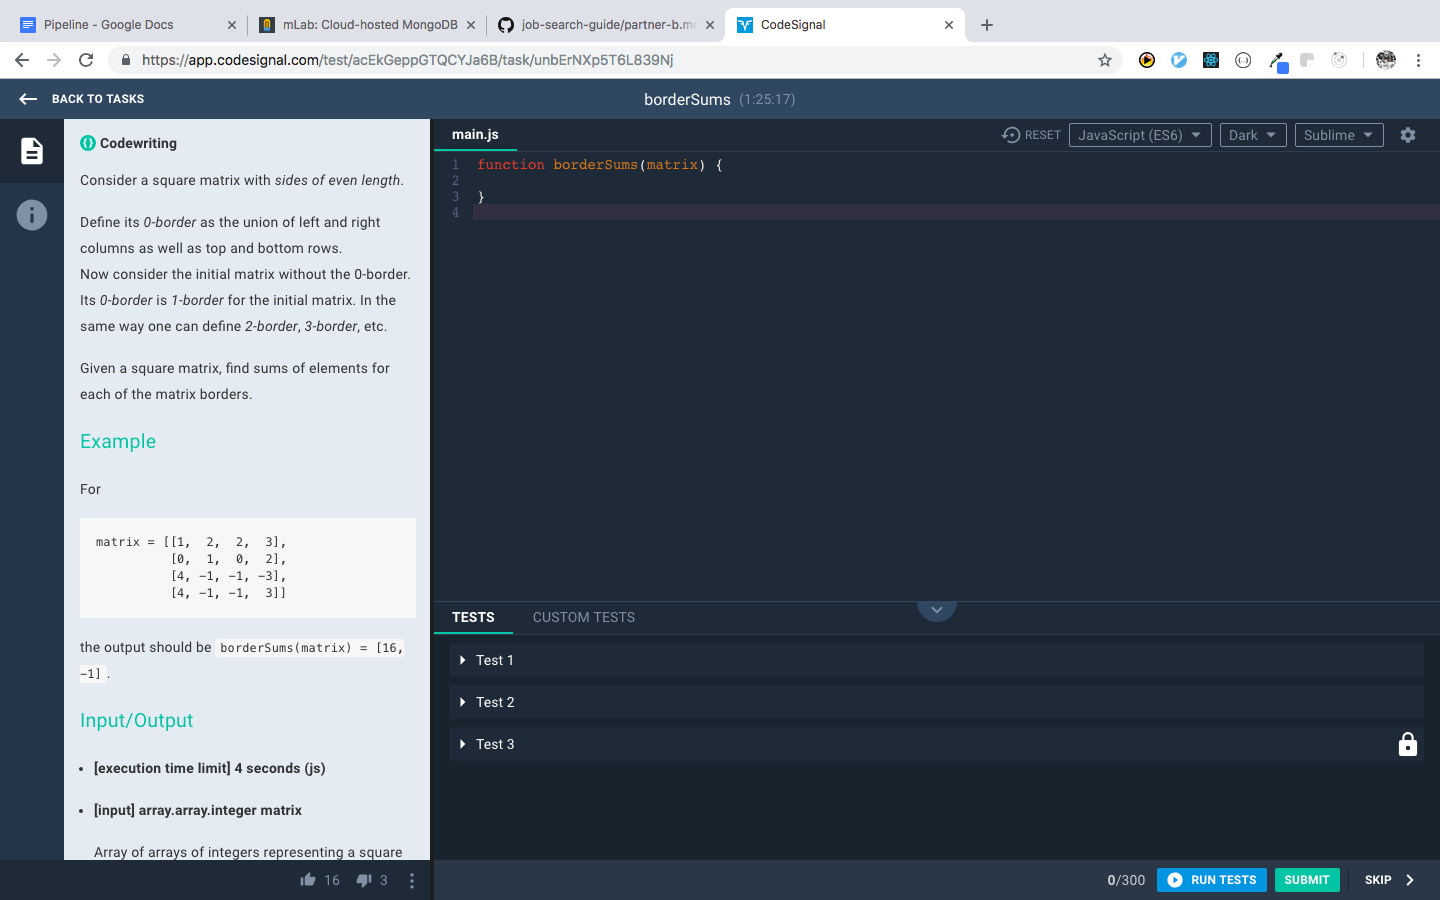 Pipeline - Google Docs
mLab: Cloud-hosted MongoDB
job-search-guide/partner-b.m
CodeSignal
https://app.codesignal.com/test/acEkGeppGTQCYJa6B/task/unbErNXp5T6L839Nj
BACK TO TASKS
borderSums (1:25:17)
Codewriting
Consider a square matrix with sides of even length.
Define its 0-border as the union of left and right
columns as well as top and bottom rows.
Now consider the initial matrix without the 0-border.
Its 0-border is 1-border for the initial matrix. In the
same way one can define 2-border, 3-border, etc.
Given a square matrix, find sums of elements for
each of the matrix borders.
Example
For
matrix = [[1, 2, 2, 3],
[0, 1, 0, 2],
[4, -1, -1, -3],
[4, -1, -1, 3]]
the output should be borderSums(matrix) = [16,
-1] .
Input/Output
• [execution time limit] 4 seconds (js)
• [input] array.array.integer matrix
Array of arrays of integers representing a square
16
3
main.js
RESET
JavaScript (ES6)
Dark
Sublime
1 function borderSums(matrix) {
2
3 }
4
TESTS
CUSTOM TESTS
Test 1
Test 2
Test 3
0/300
RUN TESTS
SUBMIT
SKIP